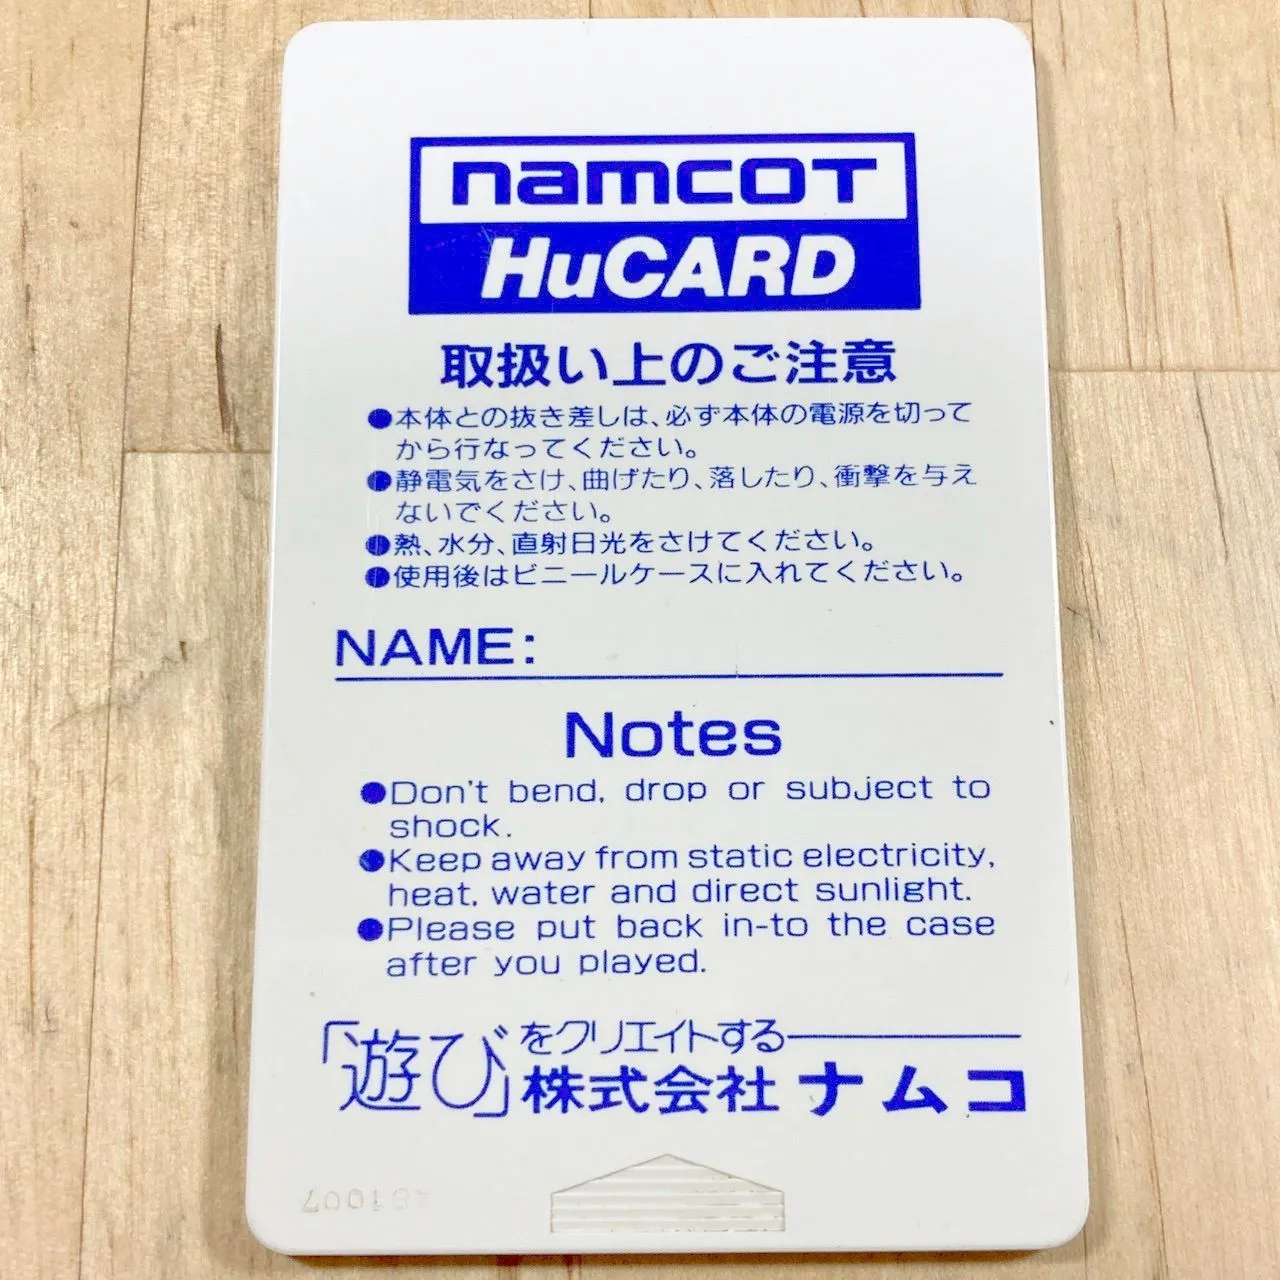 namcot
HuCARD
取扱い上のご注意
●本体との抜き差しは、必ず本体の電源を切って
から行なってください。
●静電気をさけ、曲げたり、落したり、衝撃を与え
ないでください。
●熱、水分、直射日光をさけてください。
●使用後はビニールケースに入れてください。
NAME:
Notes
●Don't bend, drop or subject to
shock.
●Keep away from static electricity,
heat, water and direct sunlight.
●Please put back in-to the case
after you played.
「遊び」をクリエイトする
株式会社ナムコ